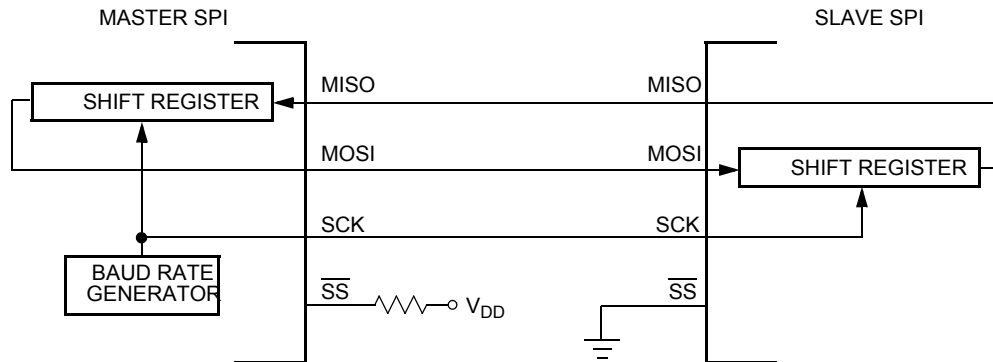 MASTER SPI
SLAVE SPI
SHIFT REGISTER
MISO
MISO
MOSI
MOSI
SHIFT REGISTER
SCK
SCK
BAUD RATE
GENERATOR
SS
V_DD
SS